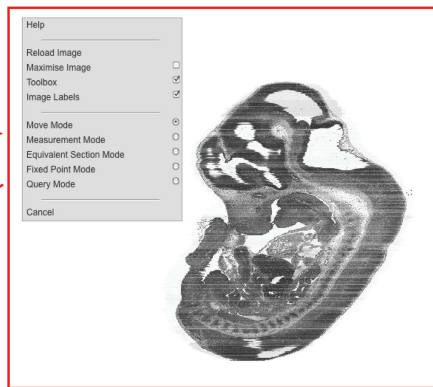 Help
Reload Image
Maximise Image
Toolbox
Image Labels
Move Mode
Measurement Mode
Equivalent Section Mode
Fixed Point Mode
Query Mode
Cancel